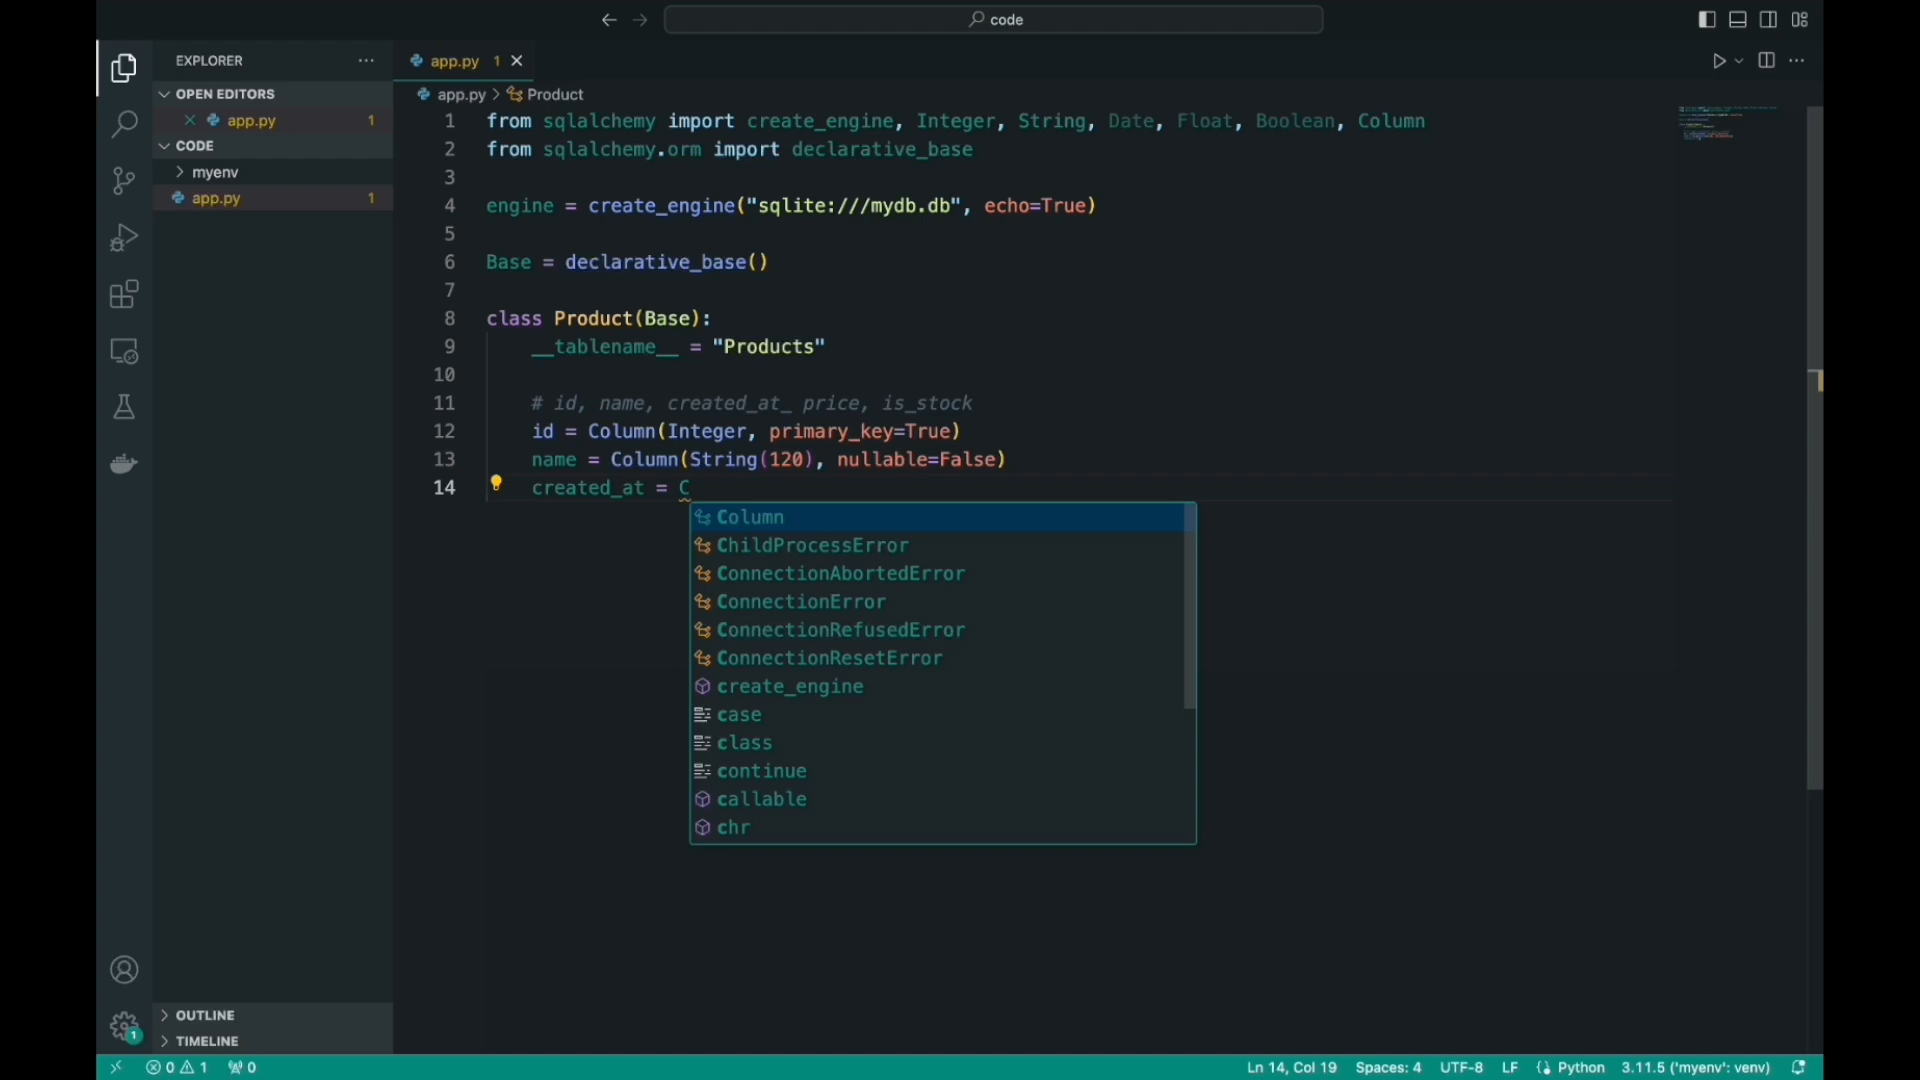 code
EXPLORER
OPEN EDITORS
app.py 1
CODE
myenv
app.py 1
OUTLINE
TIMELINE
app.py 1
app.py > Product
1 from sqlalchemy import create_engine, Integer, String, Date, Float, Boolean, Column
2 from sqlalchemy.orm import declarative_base
3
4 engine = create_engine("sqlite:///mydb.db", echo=True)
5
6 Base = declarative_base()
7
8 class Product(Base):
9 __tablename__ = "Products"
10
11 # id, name, created_at_ price, is_stock
12 id = Column(Integer, primary_key=True)
13 name = Column(String(120), nullable=False)
14 created_at = C
Column
ChildProcessError
ConnectionAbortedError
ConnectionError
ConnectionRefusedError
ConnectionResetError
create_engine
case
class
continue
callable
chr
1
0 1 0 Ln 14, Col 19 Spaces: 4 UTF-8 LF Python 3.11.5 ('myenv': venv)